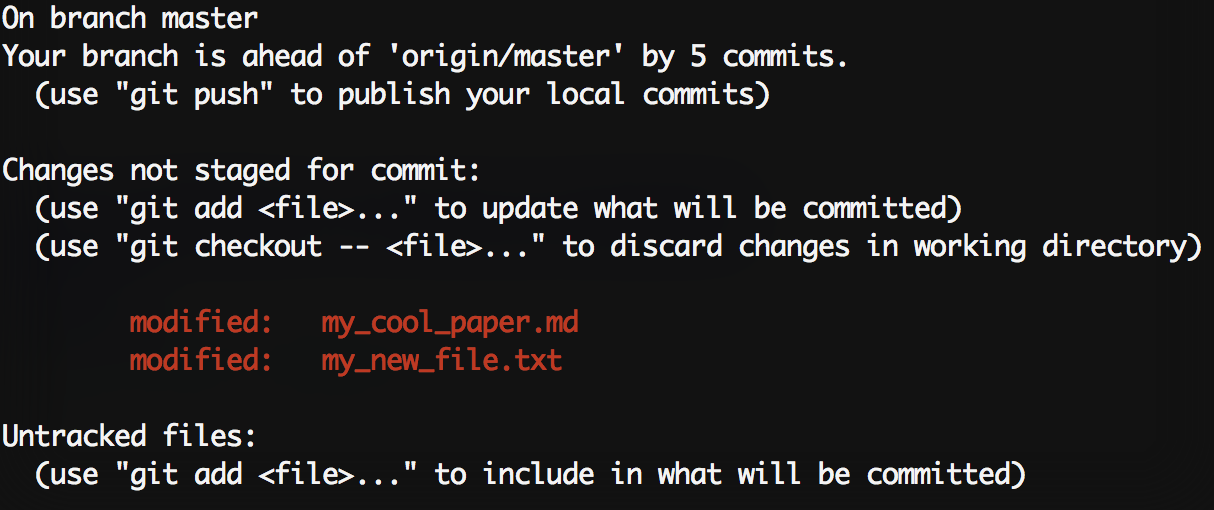 On branch master
Your branch is ahead of 'origin/master' by 5 commits.
  (use "git push" to publish your local commits)

Changes not staged for commit:
  (use "git add <file>..." to update what will be committed)
  (use "git checkout -- <file>..." to discard changes in working directory)

        modified:   my_cool_paper.md
        modified:   my_new_file.txt

Untracked files:
  (use "git add <file>..." to include in what will be committed)